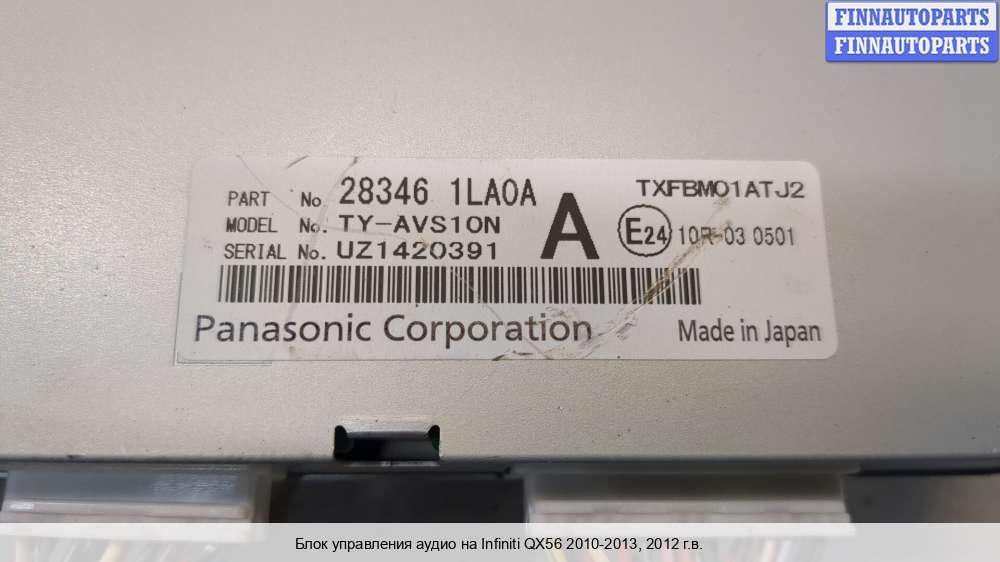 FINNAUTOPARTS
FINNAUTOPARTS
PART No. 28346 1LA0A
MODEL No. TY-AVS10N
SERIAL No. UZ1420391
A
TXFBM01ATJ2
E24 10R-03 0501
Panasonic Corporation
Made in Japan
Блок управления аудио на Infiniti QX56 2010-2013, 2012 г.в.